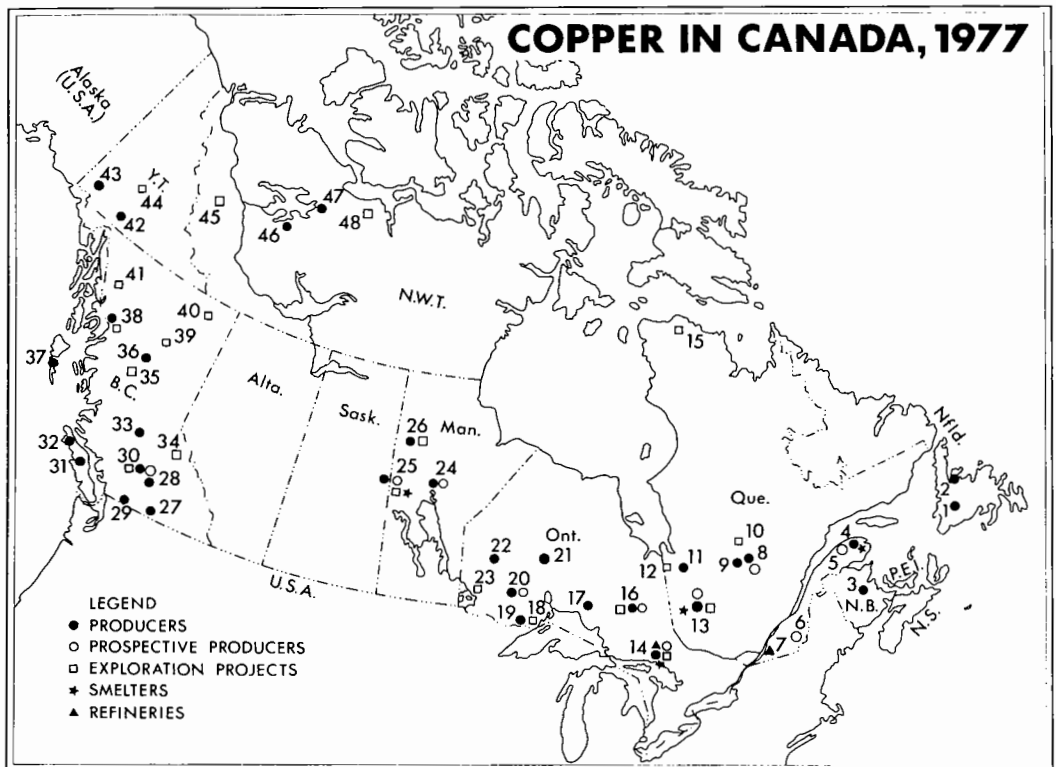 COPPER IN CANADA, 1977
Alaska
(U.S.A.)
43
Y.T.
44
42
45
47
46
48
N.W.T.
41
38
40
39
37
36
35
B.C.
Alta.
Sask.
Man.
15
Nfld.
33
34
32
31
30
28
29
27
26
25
24
Que.
2
1
Ont.
22
21
23
20
19
18
17
16
12
11
10
9
8
13
14
4
5
P.E.I.
3
N.B.
N.S.
6
7
U.S.A.
LEGEND
PRODUCERS
PROSPECTIVE PRODUCERS
EXPLORATION PROJECTS
SMELTERS
REFINERIES